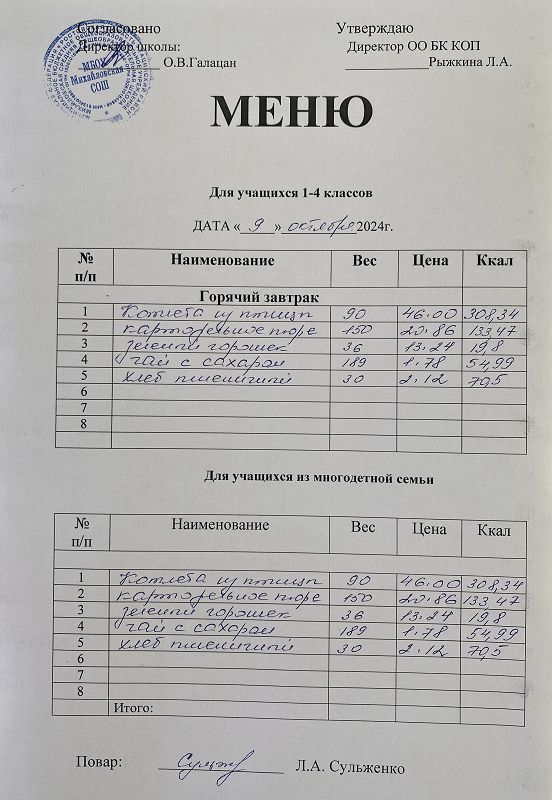 Согласовано Утверждаю
Директор школы: Директор ОО БК КОП
О.В.Галацан Рыжкина Л.А.
МБОУ
Михайловская
СОШ
МЕНЮ
Для учащихся 1-4 классов
ДАТА « 9 » октября 2024г.
№ п/п Наименование Вес Цена Ккал
Горячий завтрак
1 Котлета из птицы 90 46.00 308,34
2 картофельное пюре 150 20.86 133,47
3 зеленый горошек 36 13.24 19,8
4 чай с сахаром 189 1.78 54,99
5 хлеб пшеничный 30 2.12 70,5
6
7
8
Для учащихся из многодетной семьи
№ п/п Наименование Вес Цена Ккал
1 Котлета из птицы 90 46.00 308,34
2 картофельное пюре 150 20.86 133,47
3 зеленый горошек 36 13.24 19,8
4 чай с сахаром 189 1.78 54,99
5 хлеб пшеничный 30 2.12 70,5
6
7
8
Итого:
Повар: Л.А. Сульженко